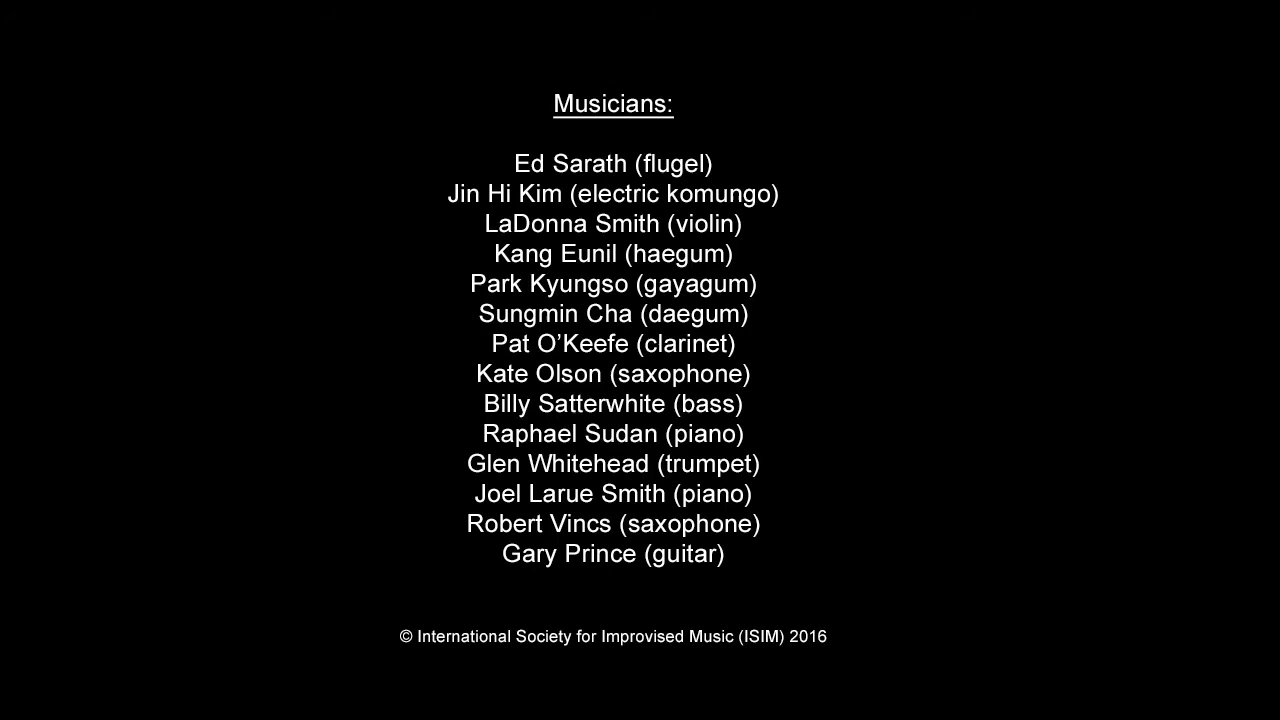 Musicians:
Ed Sarath (flugel)
Jin Hi Kim (electric komungo)
LaDonna Smith (violin)
Kang Eunil (haegum)
Park Kyungso (gayagum)
Sungmin Cha (daegum)
Pat O’Keefe (clarinet)
Kate Olson (saxophone)
Billy Satterwhite (bass)
Raphael Sudan (piano)
Glen Whitehead (trumpet)
Joel Larue Smith (piano)
Robert Vincs (saxophone)
Gary Prince (guitar)
© International Society for Improvised Music (ISIM) 2016